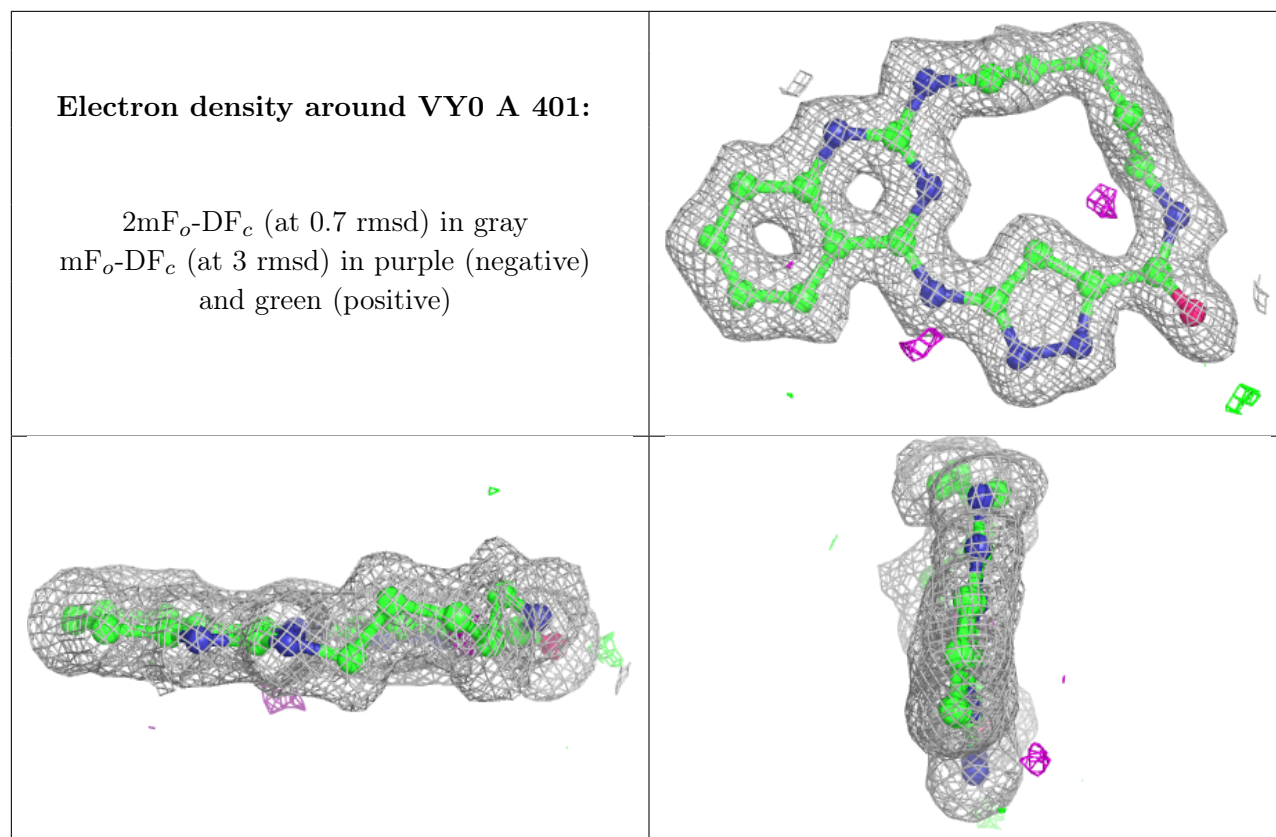 Electron density around VY0 A 401:
2mFo-DFc (at 0.7 rmsd) in gray
mFo-DFc (at 3 rmsd) in purple (negative)
and green (positive)